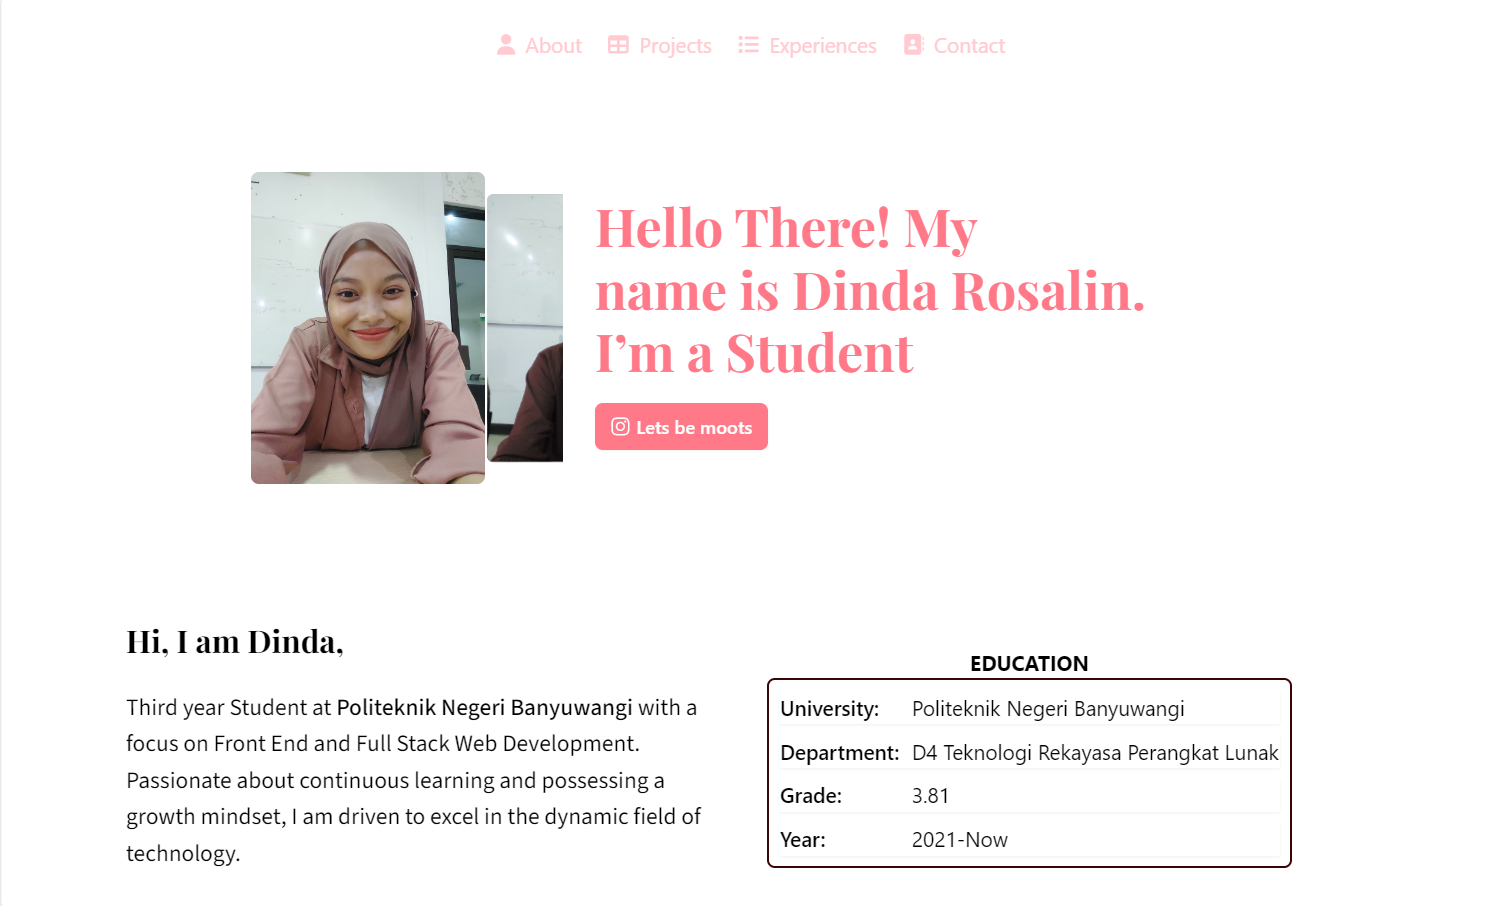 About Projects Experiences Contact
Hello There! My
name is Dinda Rosalin.
I’m a Student
Lets be moots
Hi, I am Dinda,
Third year Student at Politeknik Negeri Banyuwangi with a
focus on Front End and Full Stack Web Development.
Passionate about continuous learning and possessing a
growth mindset, I am driven to excel in the dynamic field of
technology.
EDUCATION
University: Politeknik Negeri Banyuwangi
Department: D4 Teknologi Rekayasa Perangkat Lunak
Grade: 3.81
Year: 2021-Now